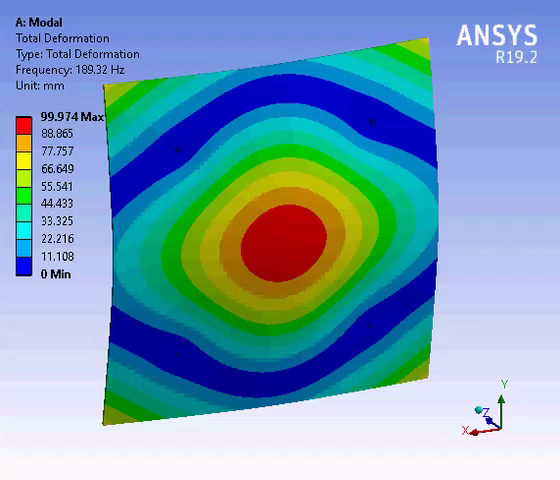 A: Modal
Total Deformation
Type: Total Deformation
Frequency: 189.32 Hz
Unit: mm
ANSYS
R19.2
99.974 Max
88.865
77.757
66.649
55.541
44.433
33.325
22.216
11.108
0 Min
Y
Z
X